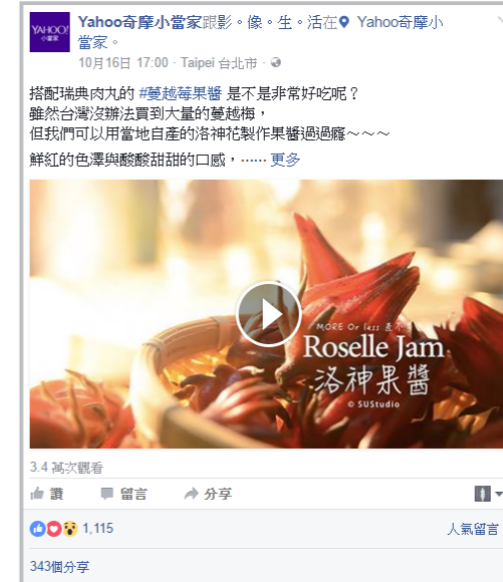 YAHOO!
小當家
Yahoo奇摩小當家跟影。像。生。活在 Yahoo奇摩小
當家。
10月16日 17:00 · Taipei 台北市 ·
搭配瑞典肉丸的 #蔓越莓果醬 是不是非常好吃呢？
雖然台灣沒辦法買到大量的蔓越梅，
但我們可以用當地自產的洛神花製作果醬過過癮～～～
鮮紅的色澤與酸酸甜甜的口感，…… 更多
MORE Or less 差不
Roselle Jam
洛神果醬
© SUStudio
3.4 萬次觀看
讚 留言 分享
1,115 人氣留言
343個分享